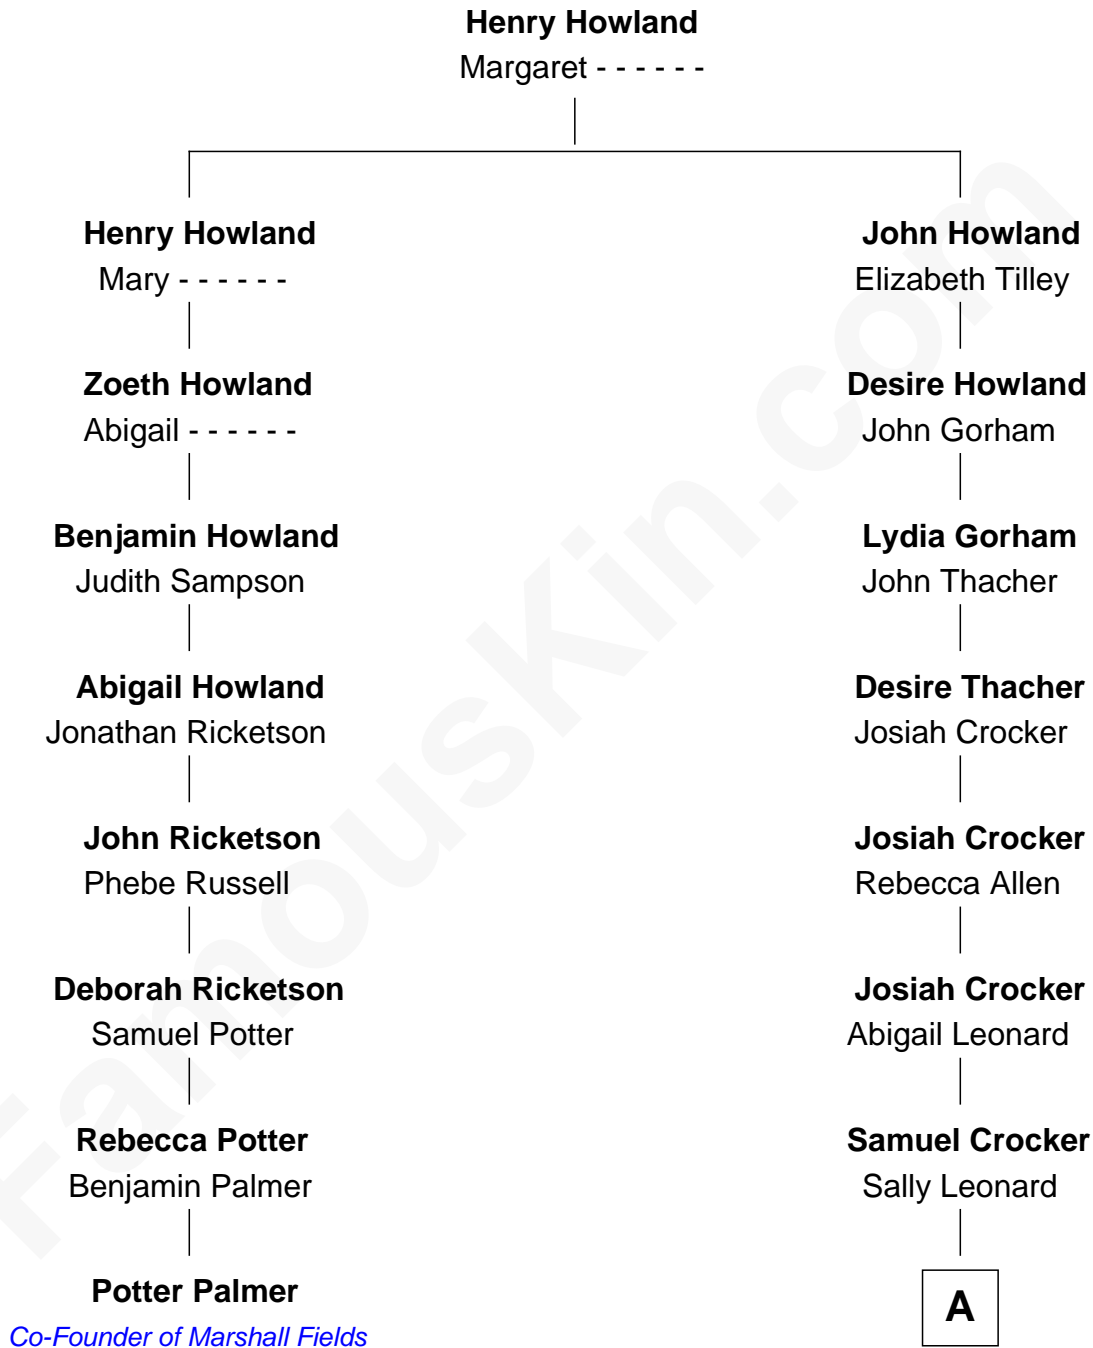 Henry Howland
Margaret - - - - - -
Henry Howland
Mary - - - - - -
John Howland
Elizabeth Tilley
Zoeth Howland
Abigail - - - - - -
Desire Howland
John Gorham
Benjamin Howland
Judith Sampson
Lydia Gorham
John Thacher
Abigail Howland
Jonathan Ricketson
Desire Thacher
Josiah Crocker
John Ricketson
Phebe Russell
Josiah Crocker
Rebecca Allen
Deborah Ricketson
Samuel Potter
Josiah Crocker
Abigail Leonard
Rebecca Potter
Benjamin Palmer
Samuel Crocker
Sally Leonard
Potter Palmer
Co-Founder of Marshall Fields
A
FamousKin.com